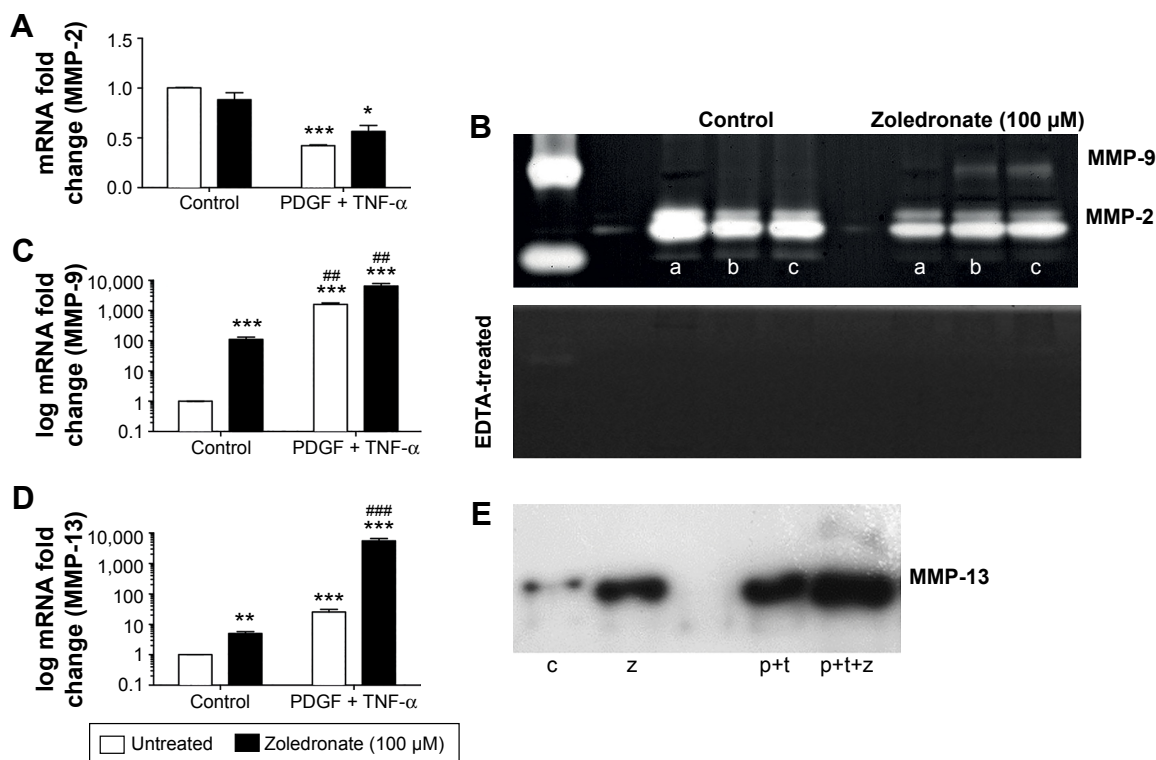 A
mRNA fold
change (MMP-2)
1.5
1.0
0.5
0.0
***
*
Control
PDGF + TNF-α
B
Control
Zoledronate (100 µM)
MMP-9
MMP-2
a
b
c
a
b
c
EDTA-treated
C
log mRNA fold
change (MMP-9)
10,000
1,000
100
10
1
0.1
***
##
***
##
***
Control
PDGF + TNF-α
D
log mRNA fold
change (MMP-13)
10,000
1,000
100
10
1
0.1
**
***
###
***
Control
PDGF + TNF-α
Untreated
Zoledronate (100 µM)
E
MMP-13
c
z
p+t
p+t+z